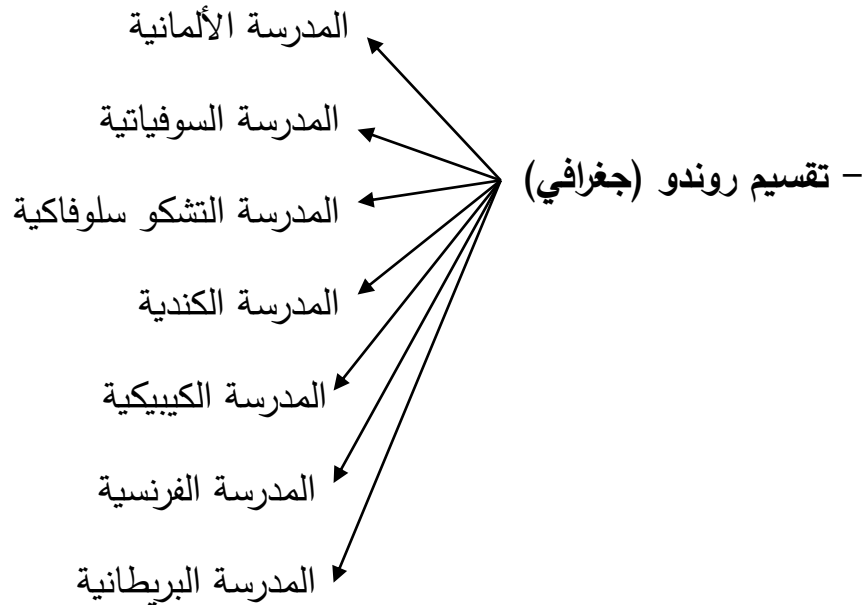 المدرسة الألمانية
المدرسة السوفياتية
– تقسيم روندو (جغرافي)
المدرسة التشكو سلوفاكية
المدرسة الكندية
المدرسة الكيبيكية
المدرسة الفرنسية
المدرسة البريطانية